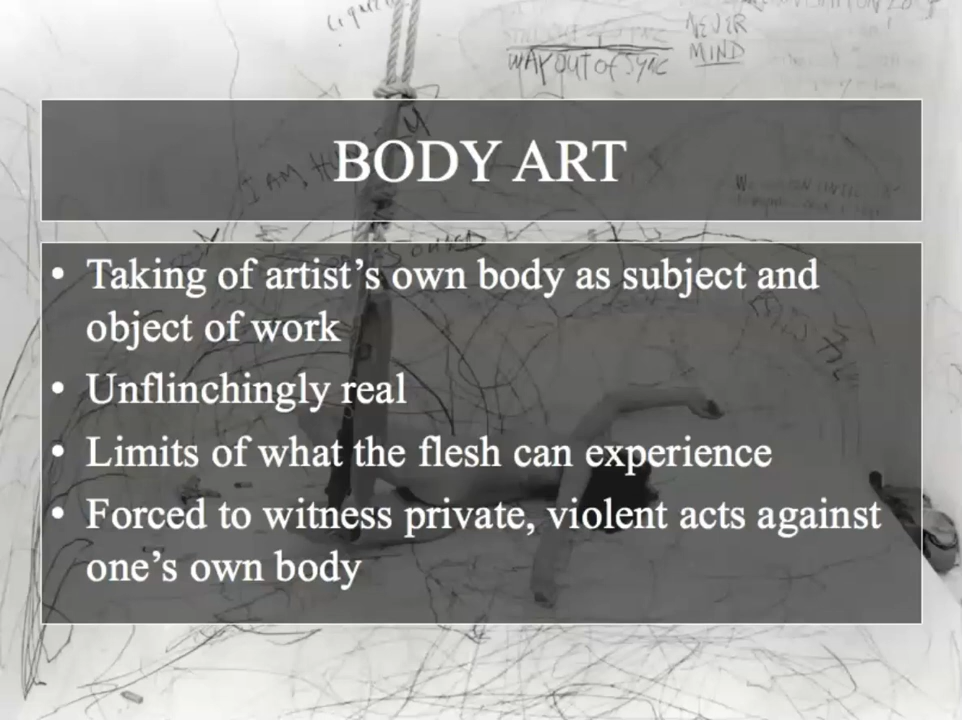 NEVER
MIND
WAY OUT of SYNC
BODY ART
I AM
• Taking of artist’s own body as subject and
object of work
• Unflinchingly real
• Limits of what the flesh can experience
• Forced to witness private, violent acts against
one’s own body